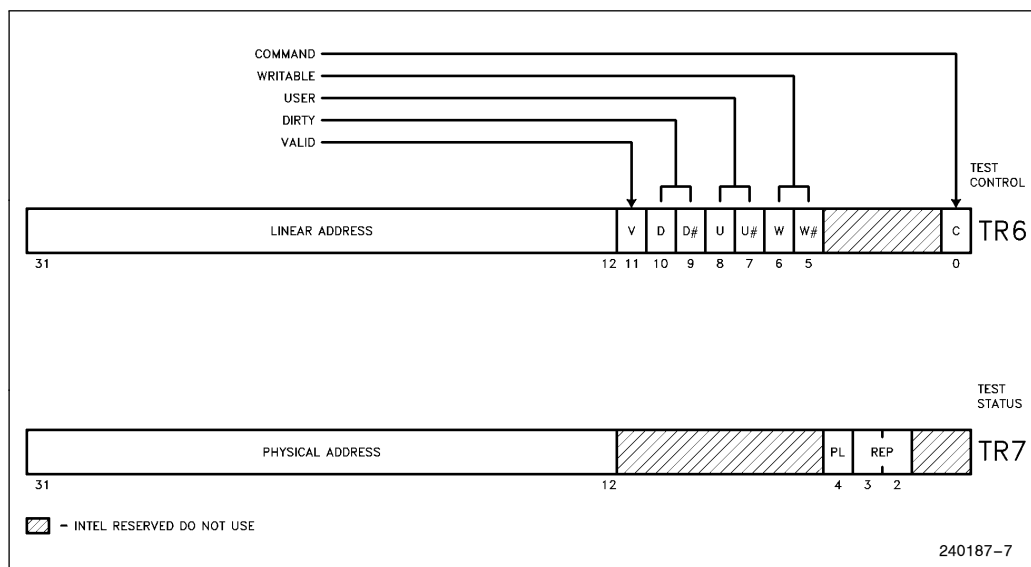 COMMAND
WRITABLE
USER
DIRTY
VALID
TEST
CONTROL
LINEAR ADDRESS V D D# U U# W W# C TR6
31 12 11 10 9 8 7 6 5 0
TEST
STATUS
PHYSICAL ADDRESS PL REP TR7
31 12 4 3 2
– INTEL RESERVED DO NOT USE
240187–7